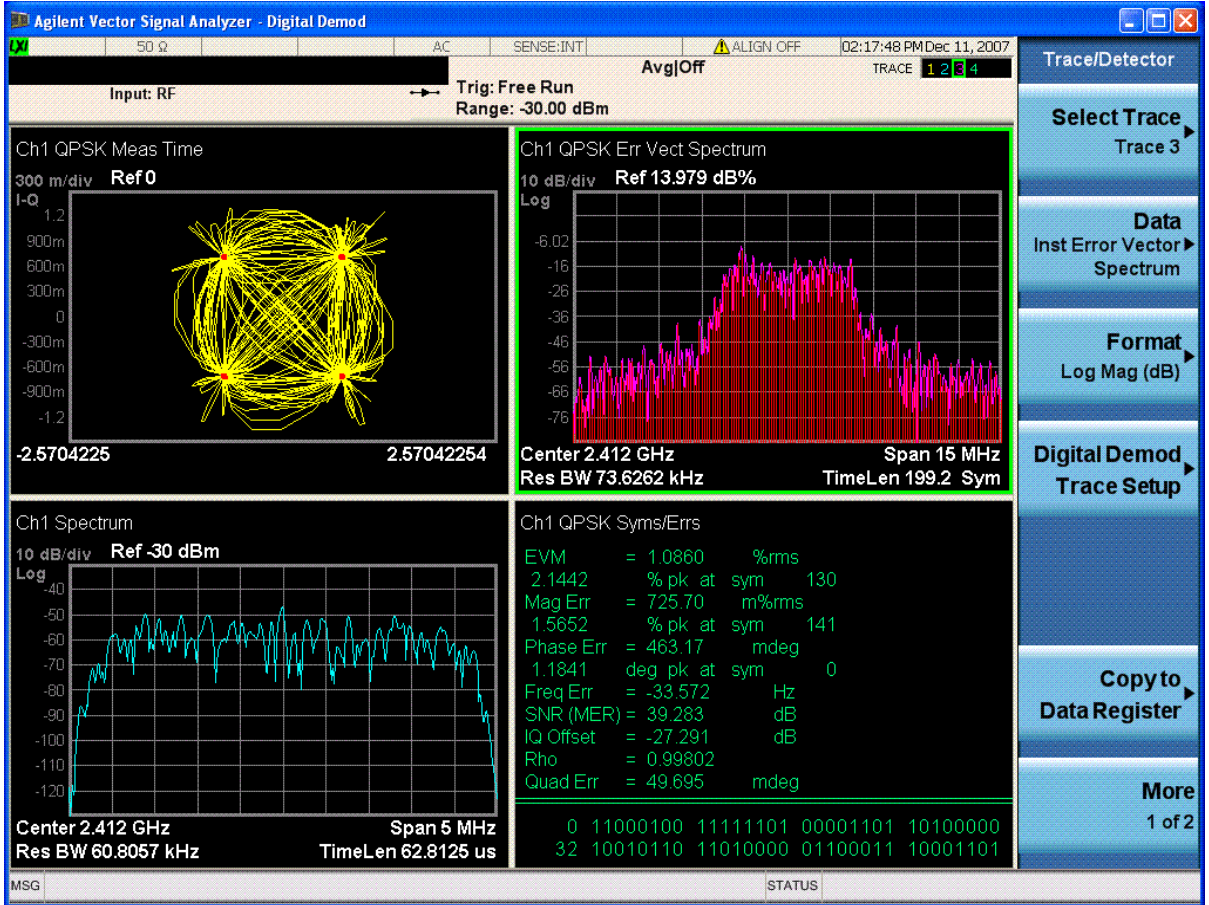 Agilent Vector Signal Analyzer - Digital Demod
LXI 50 Ω AC SENSE:INT ALIGN OFF 02:17:48 PM Dec 11, 2007
Avg|Off TRACE 1 2 3 4
Input: RF Trig: Free Run
Range: -30.00 dBm
Ch1 QPSK Meas Time
300 m/div Ref 0
I-Q
1.2
900m
600m
300m
0
-300m
-600m
-900m
-1.2
-2.5704225 2.57042254
Ch1 QPSK Err Vect Spectrum
10 dB/div Ref 13.979 dB%
Log
-6.02
-16
-26
-36
-46
-56
-66
-76
Center 2.412 GHz Span 15 MHz
Res BW 73.6262 kHz TimeLen 199.2 Sym
Ch1 Spectrum
10 dB/div Ref -30 dBm
Log
-40
-50
-60
-70
-80
-90
-100
-110
-120
Center 2.412 GHz Span 5 MHz
Res BW 60.8057 kHz TimeLen 62.8125 us
Ch1 QPSK Syms/Errs
EVM = 1.0860 %rms
2.1442 % pk at sym 130
Mag Err = 725.70 m%rms
1.5652 % pk at sym 141
Phase Err = 463.17 mdeg
1.1841 deg pk at sym 0
Freq Err = -33.572 Hz
SNR (MER) = 39.283 dB
IQ Offset = -27.291 dB
Rho = 0.99802
Quad Err = 49.695 mdeg
0 11000100 11111101 00001101 10100000
32 10010110 11010000 01100011 10001101
Trace/Detector
Select Trace
Trace 3
Data
Inst Error Vector
Spectrum
Format
Log Mag (dB)
Digital Demod
Trace Setup
Copy to
Data Register
More
1 of 2
MSG STATUS